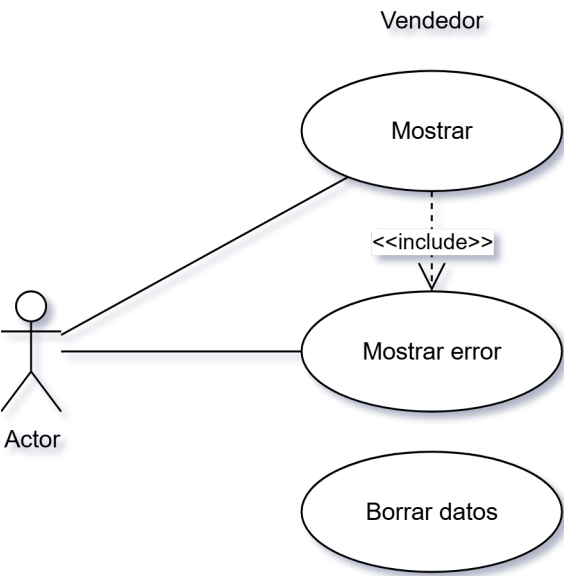 Vendedor
Mostrar
<<include>>
Mostrar error
Actor
Borrar datos